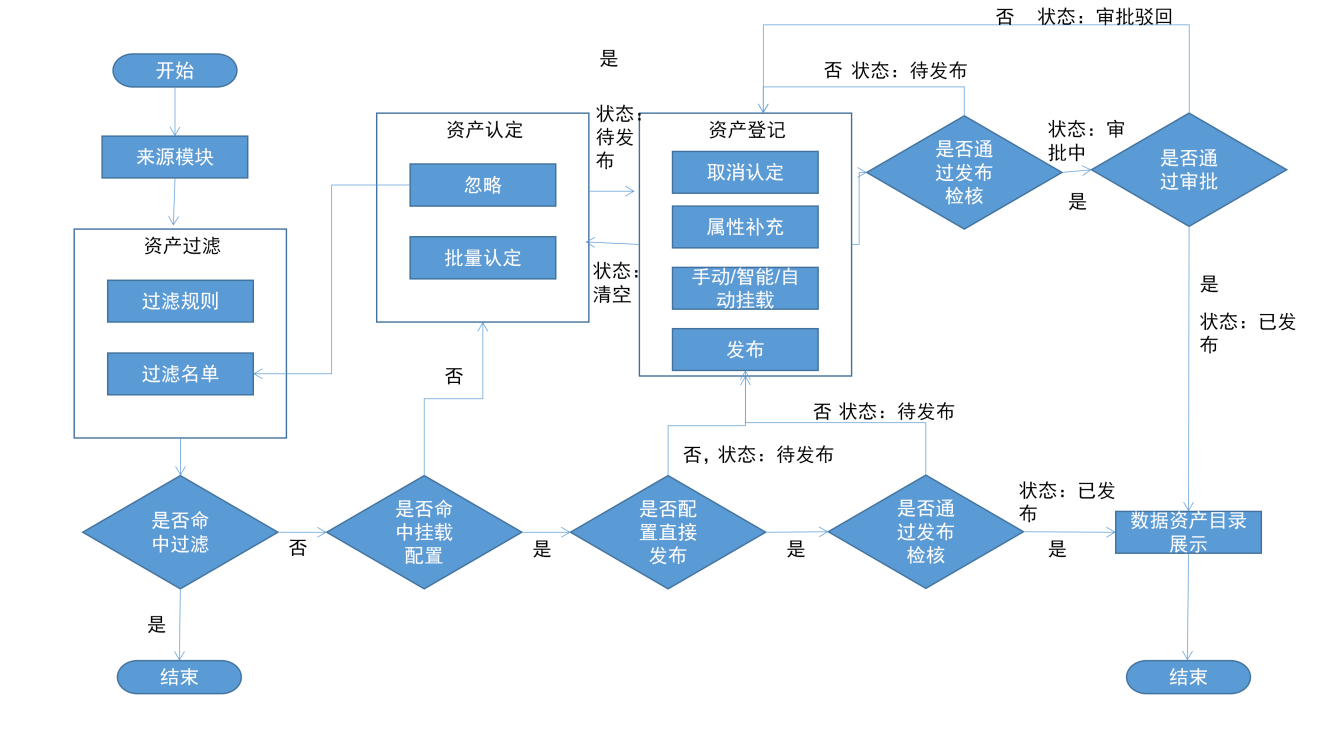 否 状态：审批驳回
是
否 状态：待发布
开始
状态：
待发
布
资产认定
资产登记
状态：审
批中
来源模块
忽略
取消认定
是否通
过发布
检核
是否通
过审批
是
属性补充
批量认定
资产过滤
状态：
清空
手动/智能/自
动挂载
过滤规则
是
状态：已发
布
发布
过滤名单
否
否 状态：待发布
否，状态：待发布
状态：已发
布
是否命
中过滤
否
是否命
中挂载
配置
是
是否配
置直接
发布
是
是否通
过发布
检核
是
数据资产目录
展示
是
结束
结束